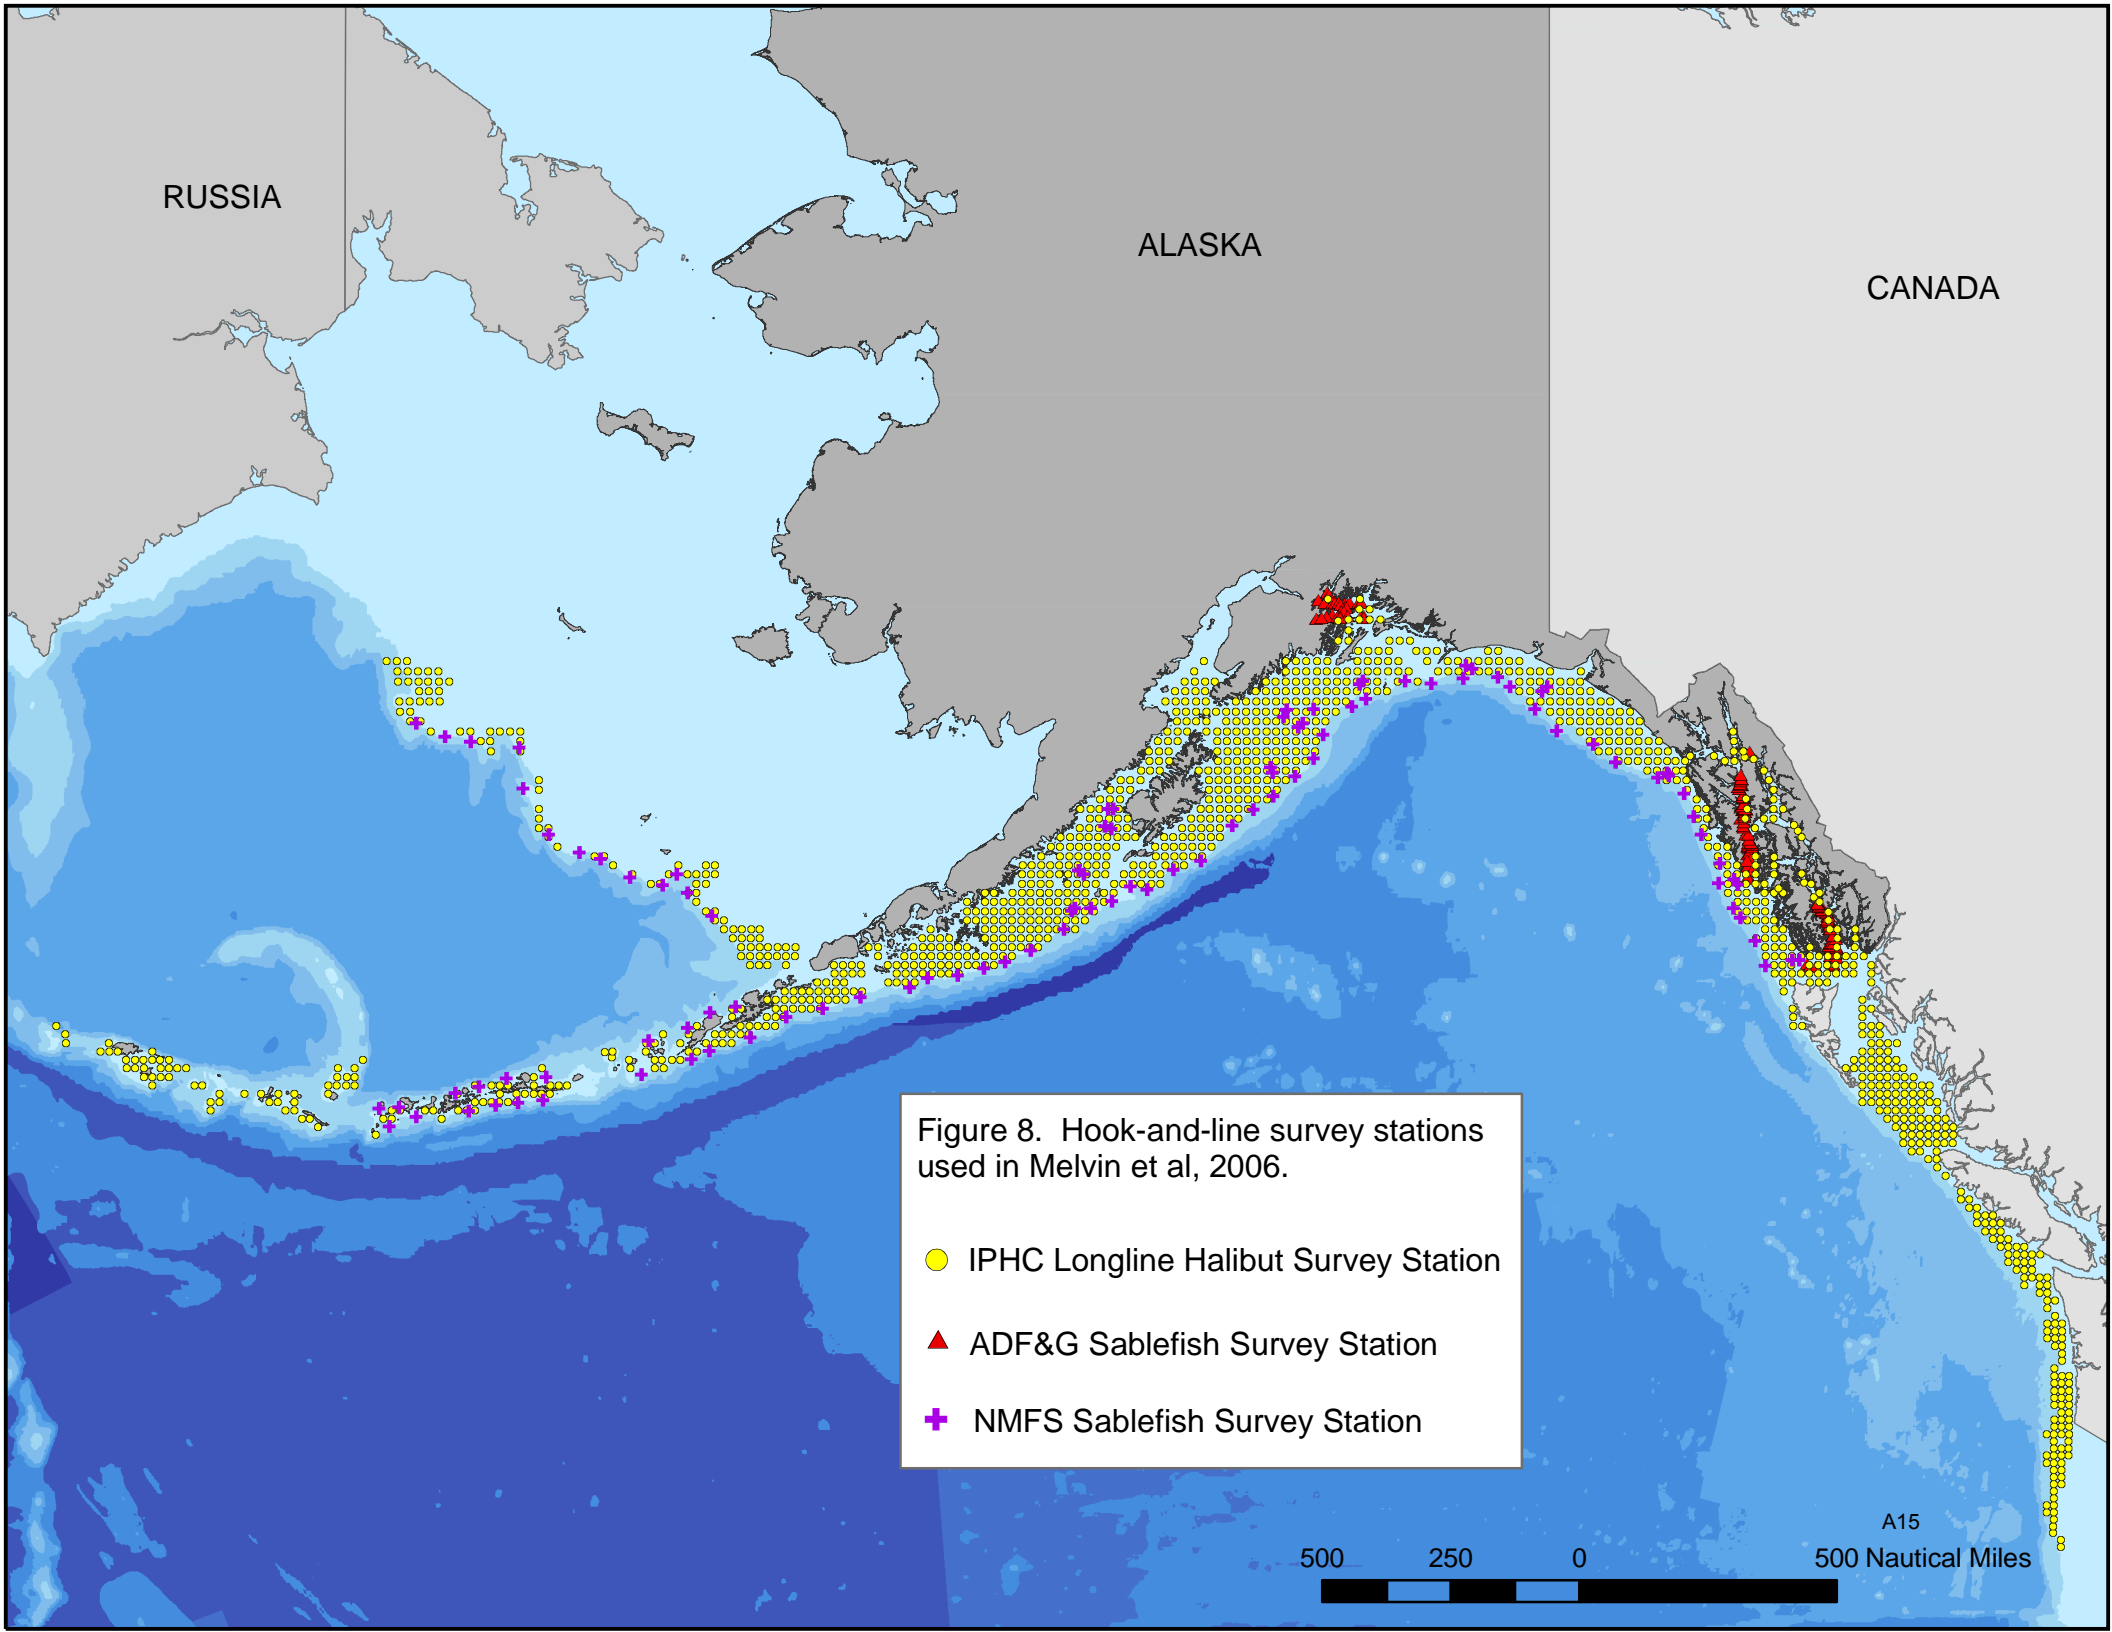 RUSSIA
ALASKA
CANADA
Figure 8. Hook-and-line survey stations
used in Melvin et al, 2006.
IPHC Longline Halibut Survey Station
ADF&G Sablefish Survey Station
NMFS Sablefish Survey Station
A15
500 250 0 500 Nautical Miles